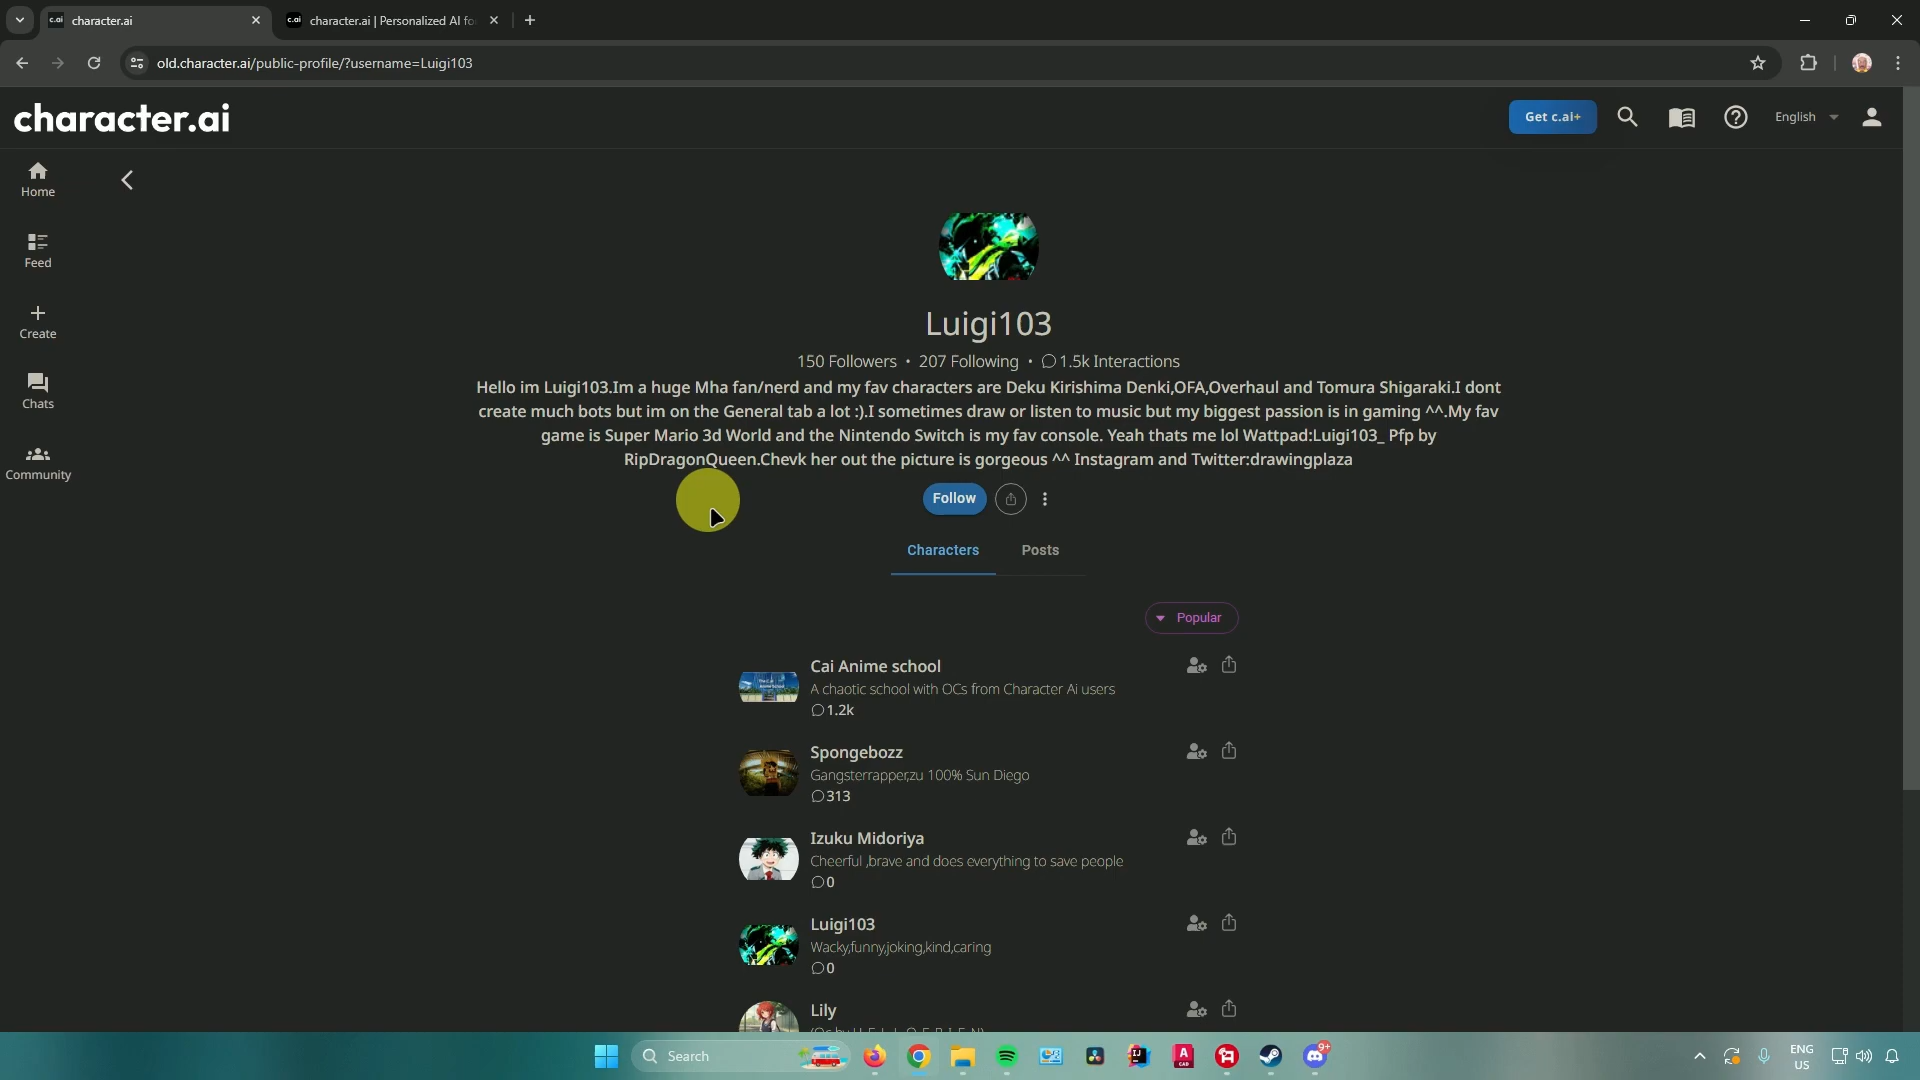 c.ai character.ai
c.ai character.ai | Personalized AI fo
old.character.ai/public-profile/?username=Luigi103
character.ai
Get c.ai+
English
Home
Feed
Create
Chats
Community
Luigi103
150 Followers • 207 Following • 1.5k Interactions
Hello im Luigi103.Im a huge Mha fan/nerd and my fav characters are Deku Kirishima Denki,OFA,Overhaul and Tomura Shigaraki.I dont
create much bots but im on the General tab a lot :).I sometimes draw or listen to music but my biggest passion is in gaming ^^.My fav
game is Super Mario 3d World and the Nintendo Switch is my fav console. Yeah thats me lol Wattpad:Luigi103_ Pfp by
RipDragonQueen.Chevk her out the picture is gorgeous ^^ Instagram and Twitter:drawingplaza
Follow
Characters Posts
Popular
Cai Anime school
A chaotic school with OCs from Character Ai users
1.2k
Spongebozz
Gangsterrapper,zu 100% Sun Diego
313
Izuku Midoriya
Cheerful ,brave and does everything to save people
0
Luigi103
Wacky,funny,joking,kind,caring
0
Lily
Search
IJ
A
CAD
9+
ENG
US